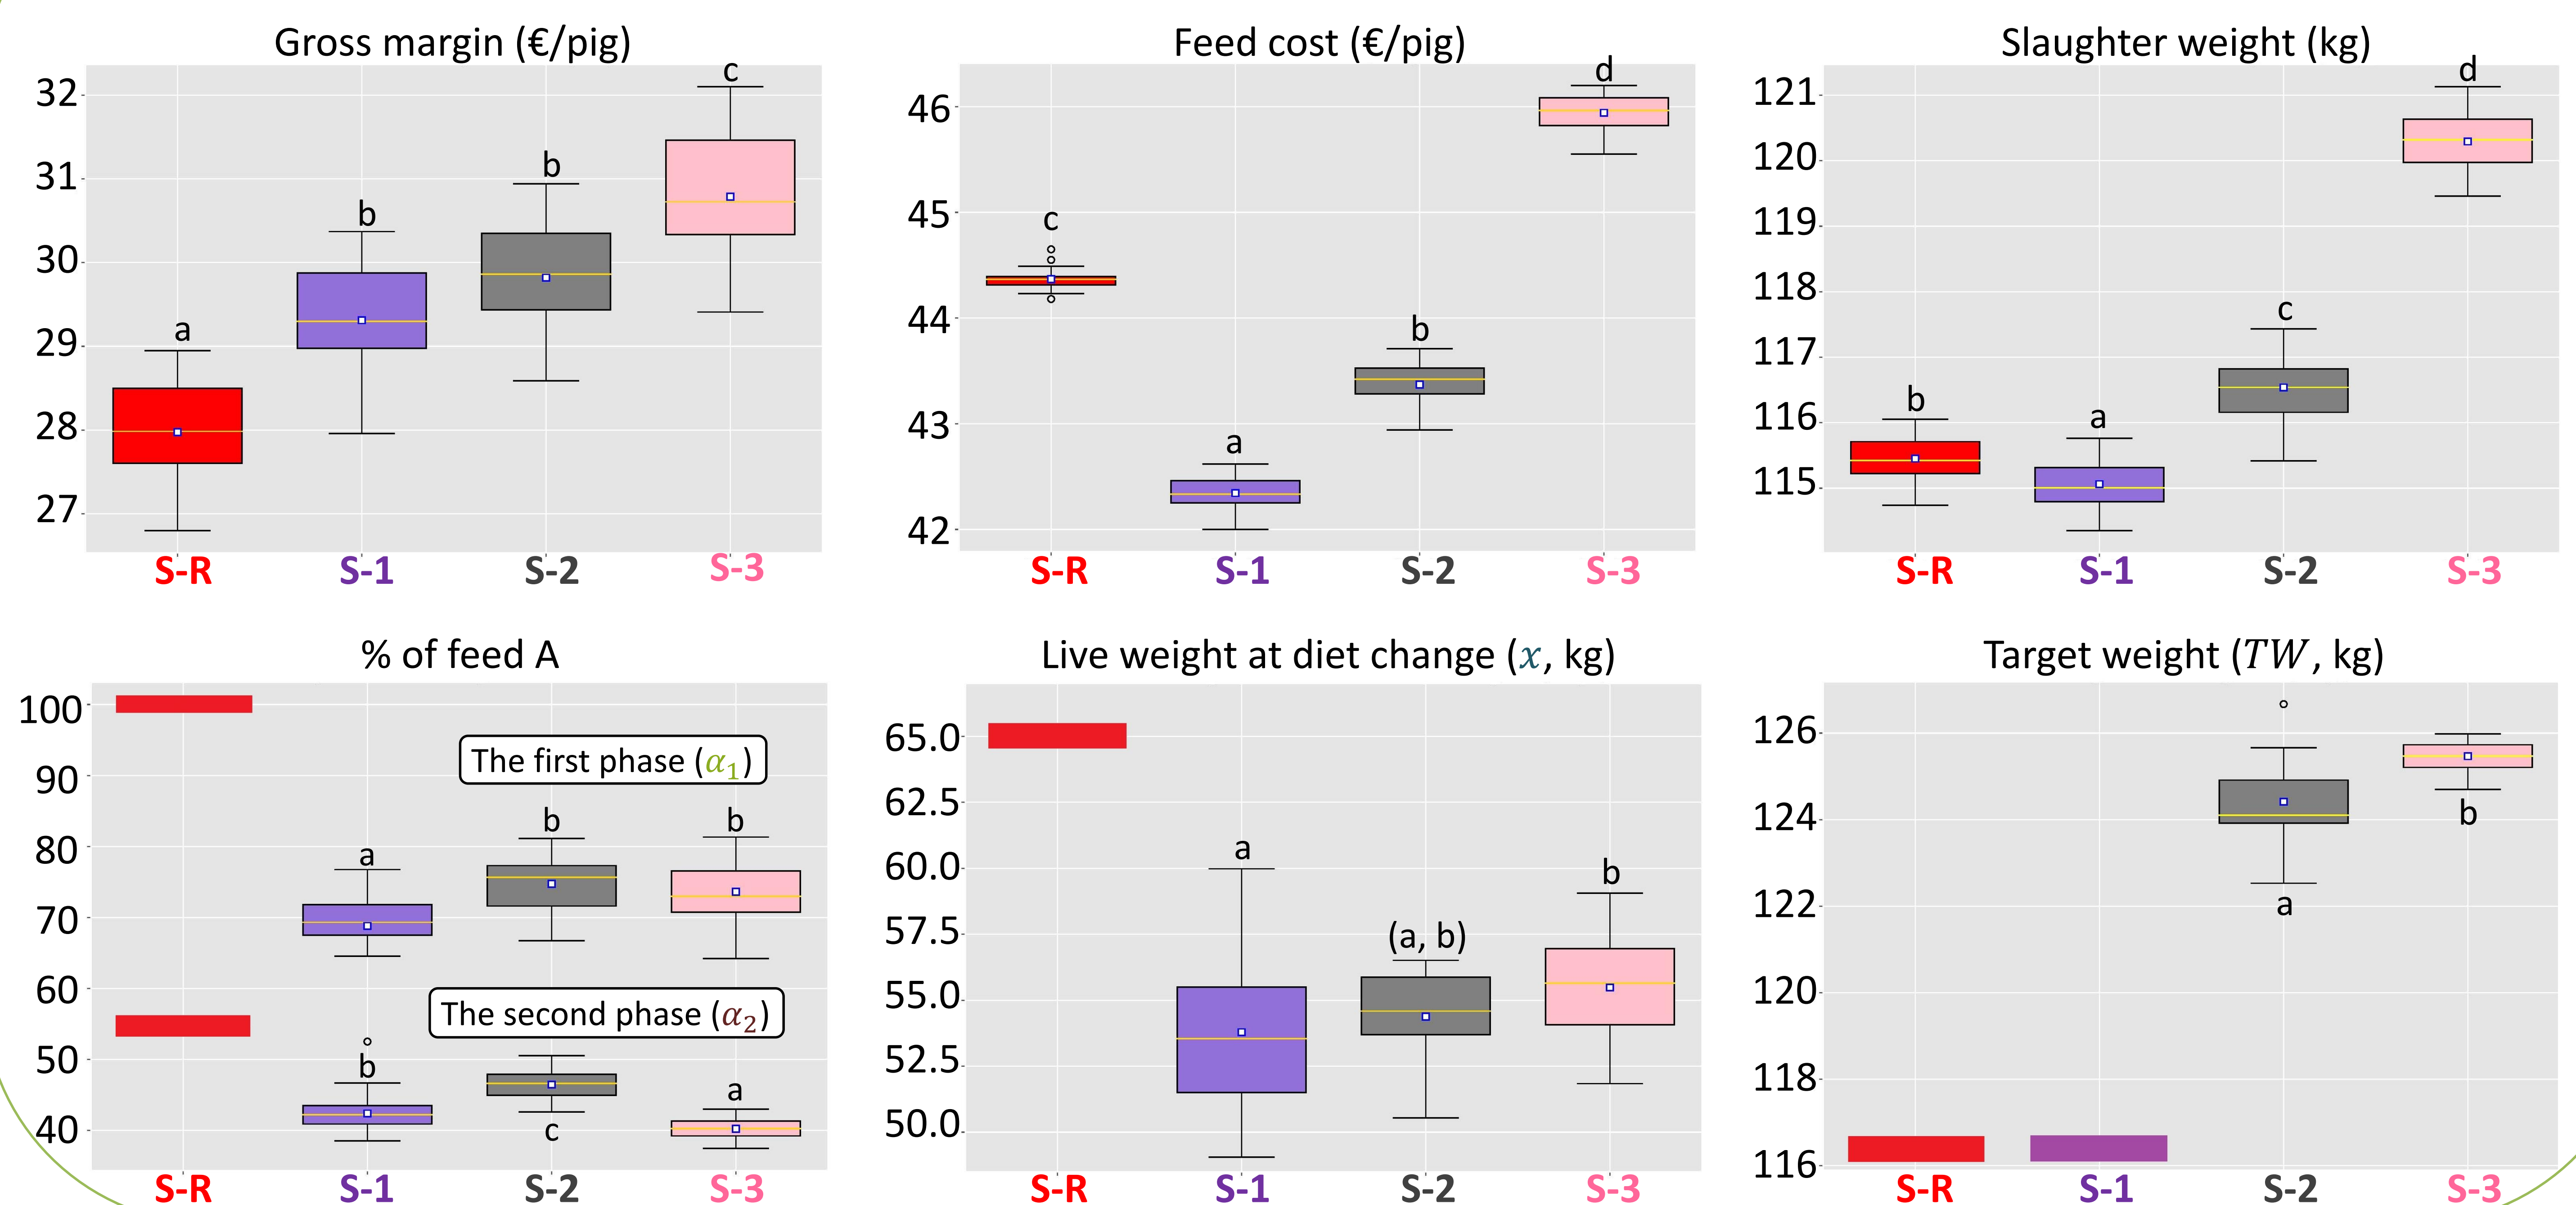 Gross margin (€/pig)
32
31
30
29
28
27
a
b
b
c
S-R S-1 S-2 S-3
Feed cost (€/pig)
46
45
44
43
42
c
a
b
d
S-R S-1 S-2 S-3
Slaughter weight (kg)
121
120
119
118
117
116
115
b
a
c
d
S-R S-1 S-2 S-3
% of feed A
100
90
80
70
60
50
40
The first phase (α₁)
a
b
b
The second phase (α₂)
b
c
a
S-R S-1 S-2 S-3
Live weight at diet change (x, kg)
65.0
62.5
60.0
57.5
55.0
52.5
50.0
a
(a, b)
b
S-R S-1 S-2 S-3
Target weight (TW, kg)
126
124
122
120
118
116
a
b
S-R S-1 S-2 S-3